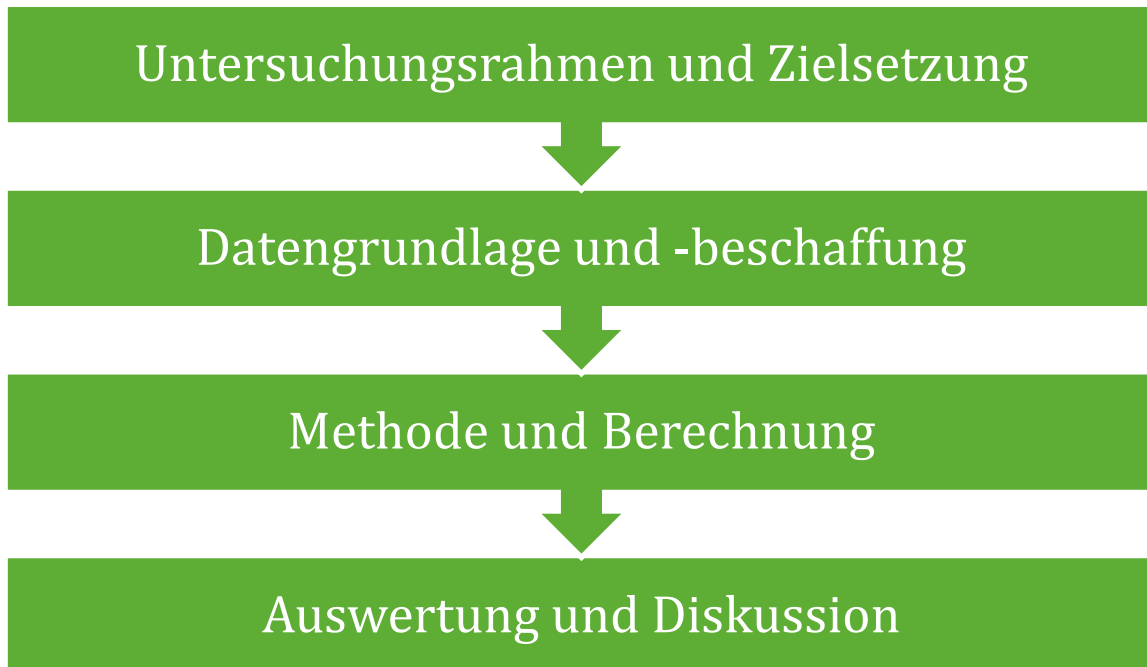 Untersuchungsrahmen und Zielsetzung
Datengrundlage und -beschaffung
Methode und Berechnung
Auswertung und Diskussion